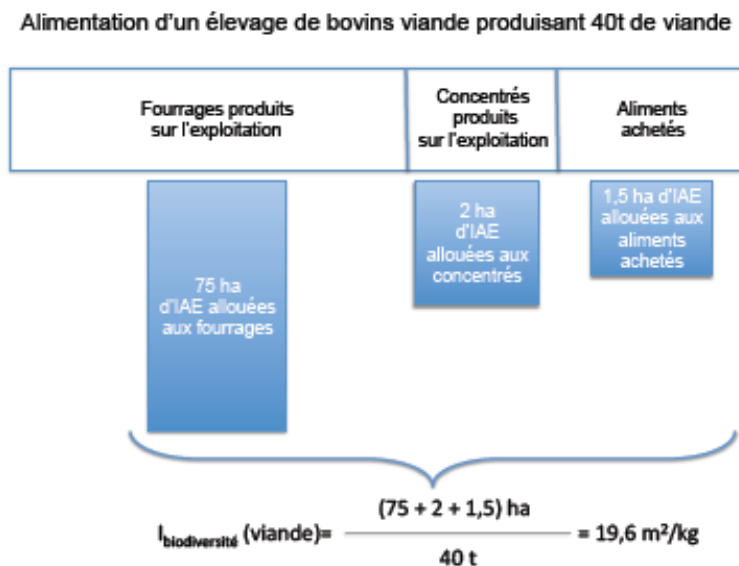 Alimentation d'un élevage de bovins viande produisant 40t de viande
Fourrages produits
sur l'exploitation
Concentrés
produits
sur l'exploitation
Aliments
achetés
75 ha
d'IAE allouées
aux fourrages
2 ha
d'IAE
allouées aux
concentrés
1,5 ha d'IAE
allouées aux
aliments
achetés
(75 + 2 + 1,5) ha
I biodiversité (viande)= = 19,6 m²/kg
40 t